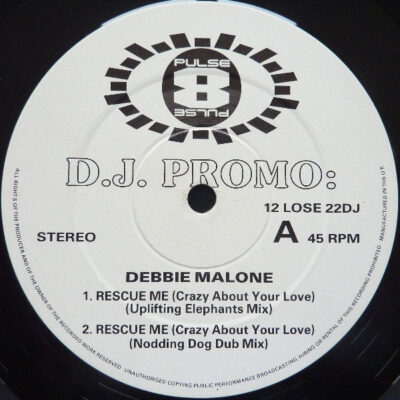 PULSE
8
PULSE
D.J. PROMO:
12 LOSE 22DJ
STEREO
A 45 RPM
DEBBIE MALONE
1. RESCUE ME (Crazy About Your Love)
(Uplifting Elephants Mix)
2. RESCUE ME (Crazy About Your Love)
(Nodding Dog Dub Mix)
ALL RIGHTS OF THE PRODUCER AND OF THE OWNER OF THE RECORDED WORK RESERVED. UNAUTHORISED COPYING PUBLIC PERFORMANCE BROADCASTING HIRING OR RENTAL OF THIS RECORDING PROHIBITED · MANUFACTURED IN THE U.K.